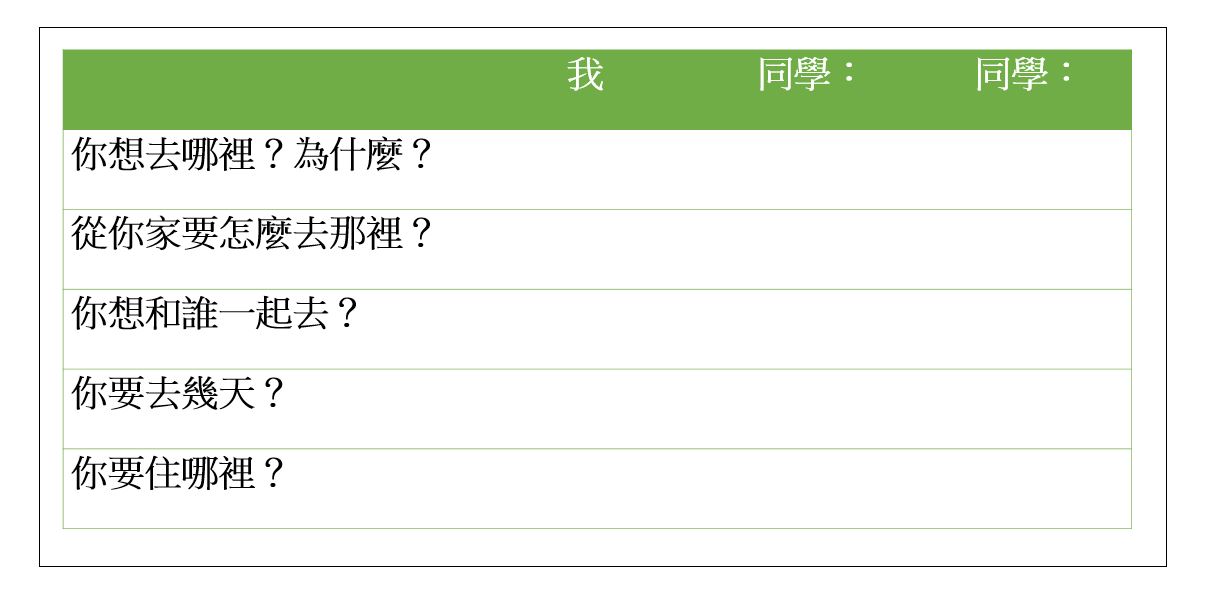 我 同學： 同學：
你想去哪裡？為什麼？
從你家要怎麼去那裡？
你想和誰一起去？
你要去幾天？
你要住哪裡？